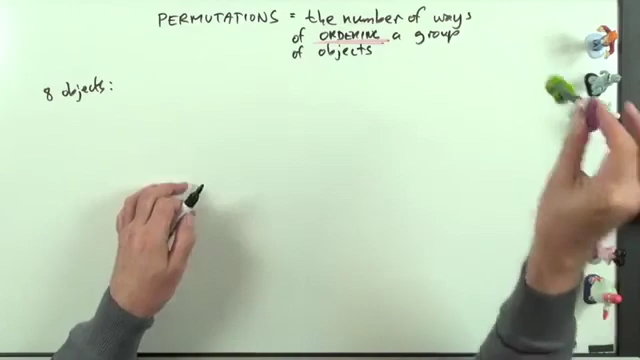 PERMUTATIONS = the number of ways
of ORDERING a group
of objects
8 objects: